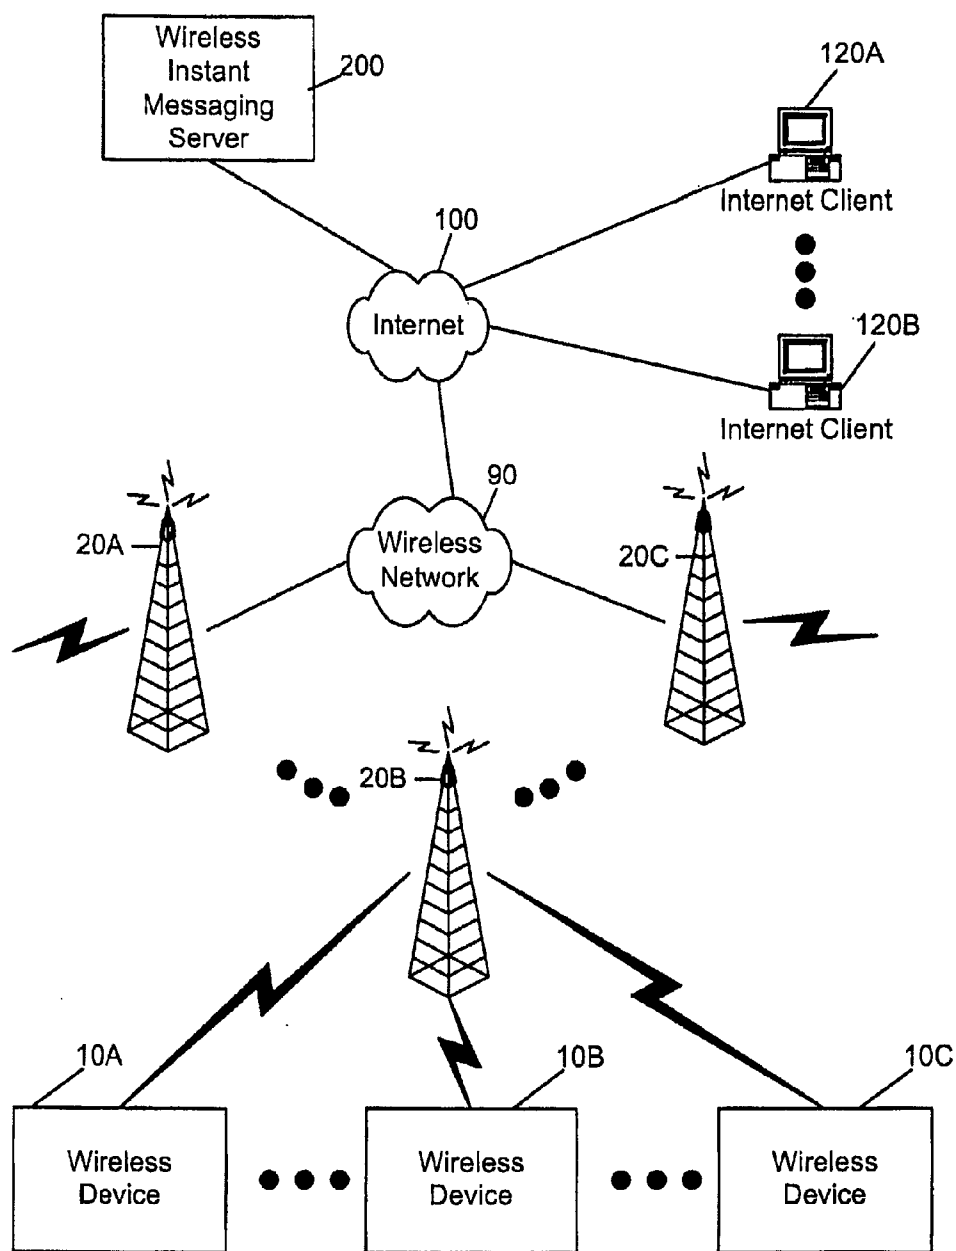 Wireless
Instant
Messaging
Server
200
120A
Internet Client
100
Internet
120B
Internet Client
90
Wireless
Network
20A
20C
20B
10A
10B
10C
Wireless
Device
Wireless
Device
Wireless
Device